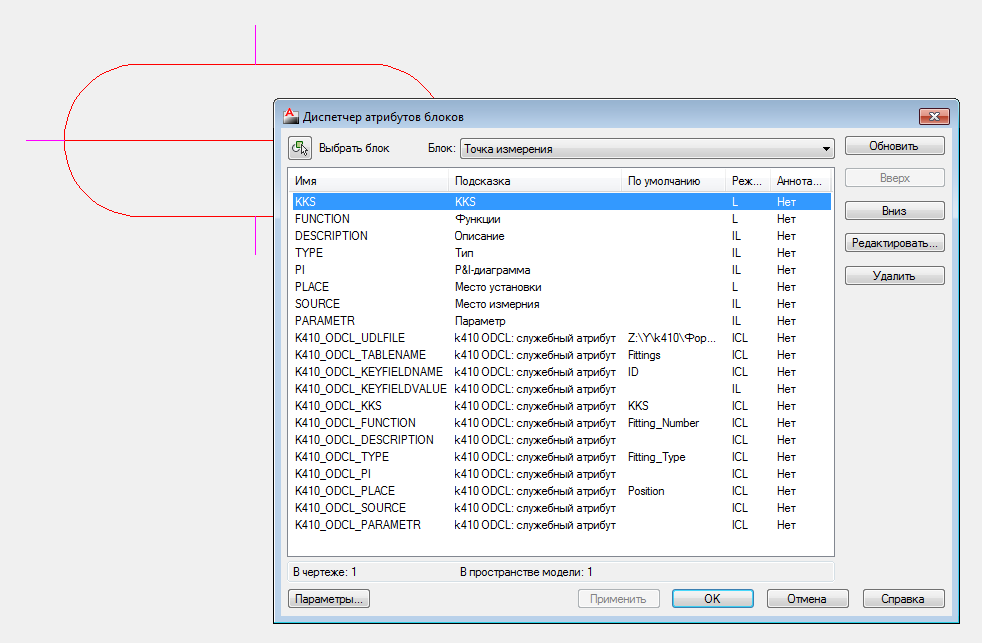 Диспетчер атрибутов блоков
Выбрать блок Блок: Точка измерения Обновить
Имя Подсказка По умолчанию Реж... Аннота...
Вверх
KKS KKS L Нет
Вниз
FUNCTION Функции L Нет
DESCRIPTION Описание IL Нет
Редактировать...
TYPE Тип IL Нет
PI P&I-диаграмма IL Нет
Удалить
PLACE Место установки L Нет
SOURCE Место измерния IL Нет
PARAMETR Параметр IL Нет
K410_ODCL_UDLFILE k410 ODCL: служебный атрибут Z:\Y\k410\Фор... ICL Нет
K410_ODCL_TABLENAME k410 ODCL: служебный атрибут Fittings ICL Нет
K410_ODCL_KEYFIELDNAME k410 ODCL: служебный атрибут ID ICL Нет
K410_ODCL_KEYFIELDVALUE k410 ODCL: служебный атрибут IL Нет
K410_ODCL_KKS k410 ODCL: служебный атрибут KKS ICL Нет
K410_ODCL_FUNCTION k410 ODCL: служебный атрибут Fitting_Number ICL Нет
K410_ODCL_DESCRIPTION k410 ODCL: служебный атрибут ICL Нет
K410_ODCL_TYPE k410 ODCL: служебный атрибут Fitting_Type ICL Нет
K410_ODCL_PI k410 ODCL: служебный атрибут ICL Нет
K410_ODCL_PLACE k410 ODCL: служебный атрибут Position ICL Нет
K410_ODCL_SOURCE k410 ODCL: служебный атрибут ICL Нет
K410_ODCL_PARAMETR k410 ODCL: служебный атрибут ICL Нет
В чертеже: 1 В пространстве модели: 1
Параметры... Применить OK Отмена Справка